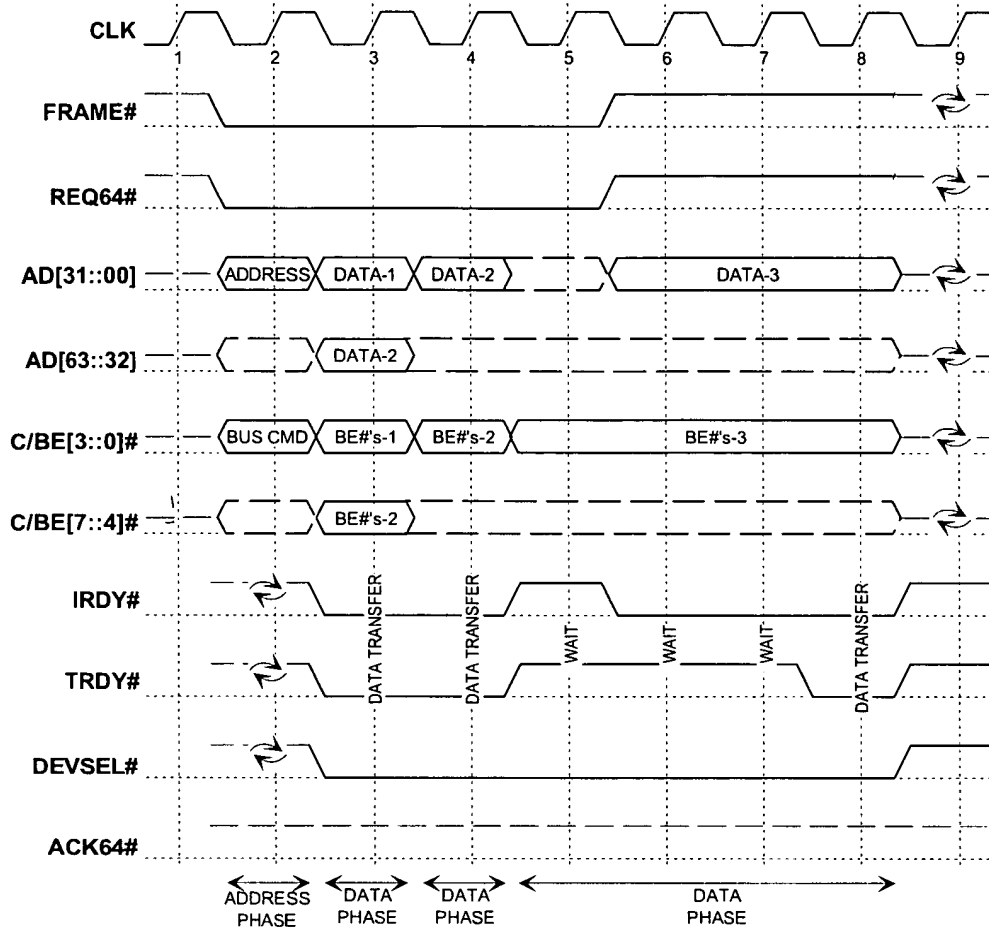 CLK
1 2 3 4 5 6 7 8 9
FRAME#
REQ64#
AD[31::00] ADDRESS DATA-1 DATA-2 DATA-3
AD[63::32] DATA-2
C/BE[3::0]# BUS CMD BE#'s-1 BE#'s-2 BE#'s-3
C/BE[7::4]# BE#'s-2
IRDY#
DATA TRANSFER
DATA TRANSFER
WAIT
WAIT
WAIT
DATA TRANSFER
TRDY#
DEVSEL#
ACK64#
ADDRESS PHASE
DATA PHASE
DATA PHASE
DATA PHASE